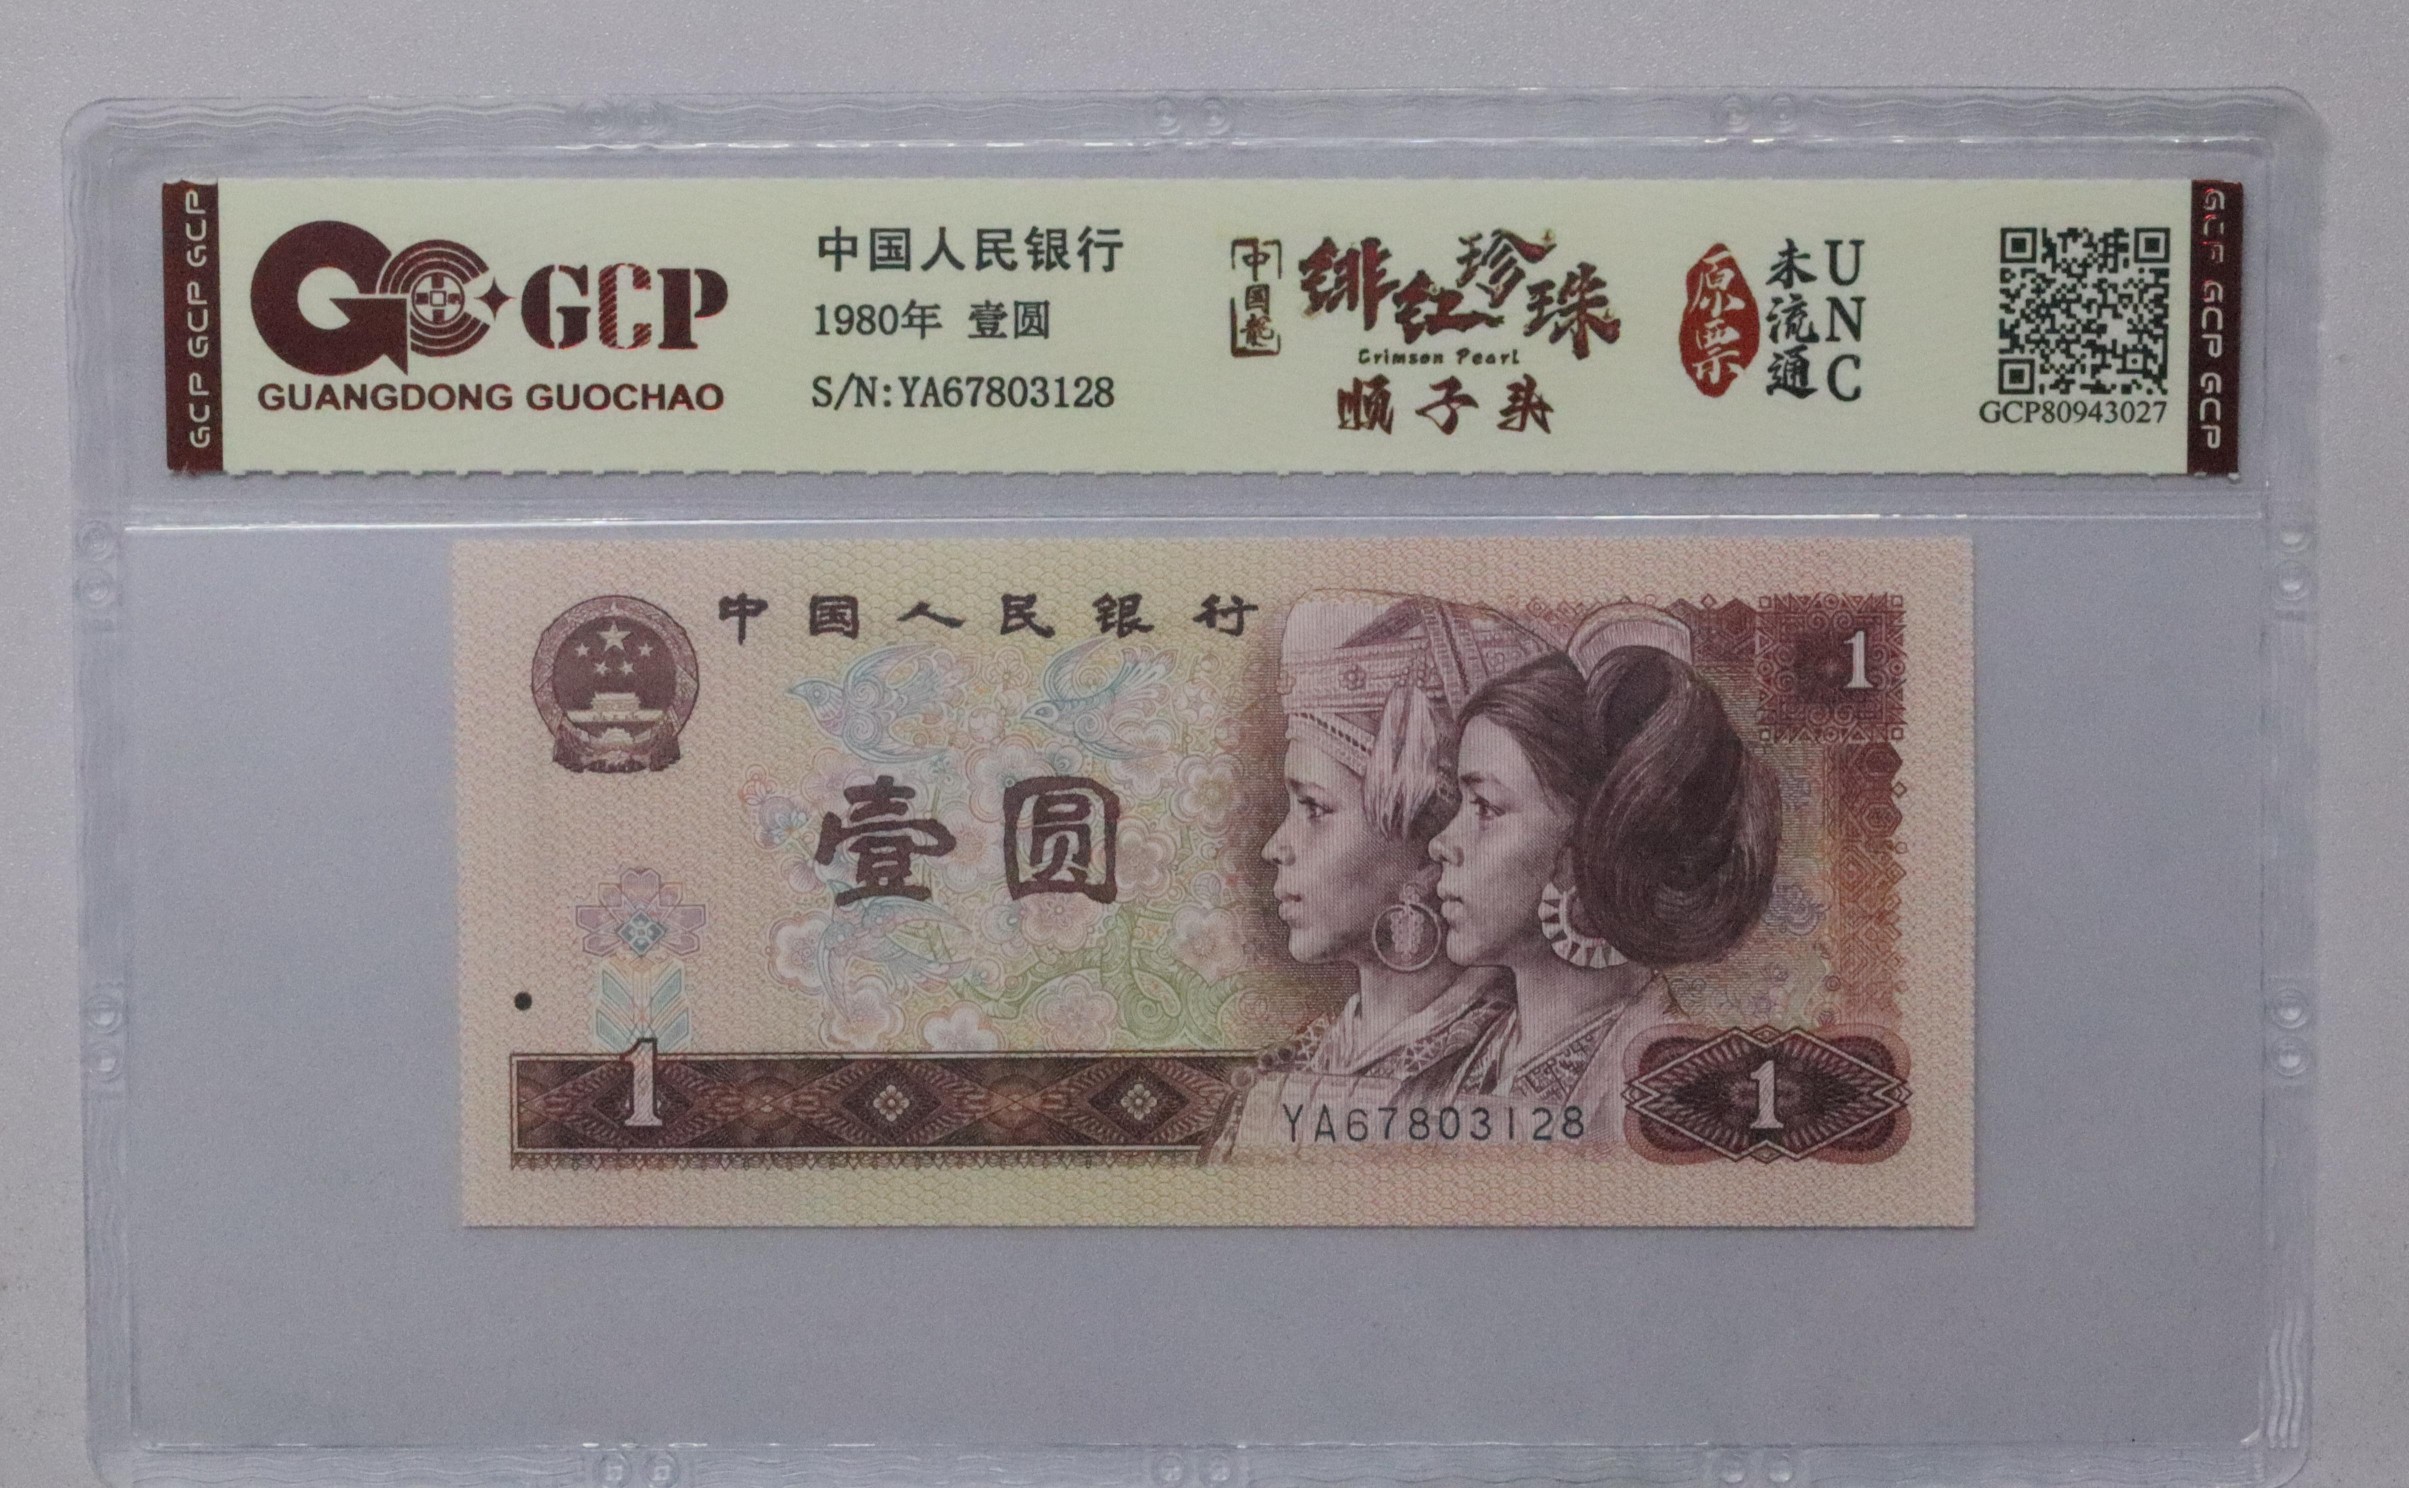 GCP GCP GCP
GCP
GUANGDONG GUOCHAO
中国人民银行
1980年 壹圆
S/N:YA67803128
中国龍
绯红珍珠
Crimson Pearl
顺子头
原票
未流通
UNC
GCP80943027
GCP GCP GCP
中国人民银行
1
壹圆
1
YA67803128
1